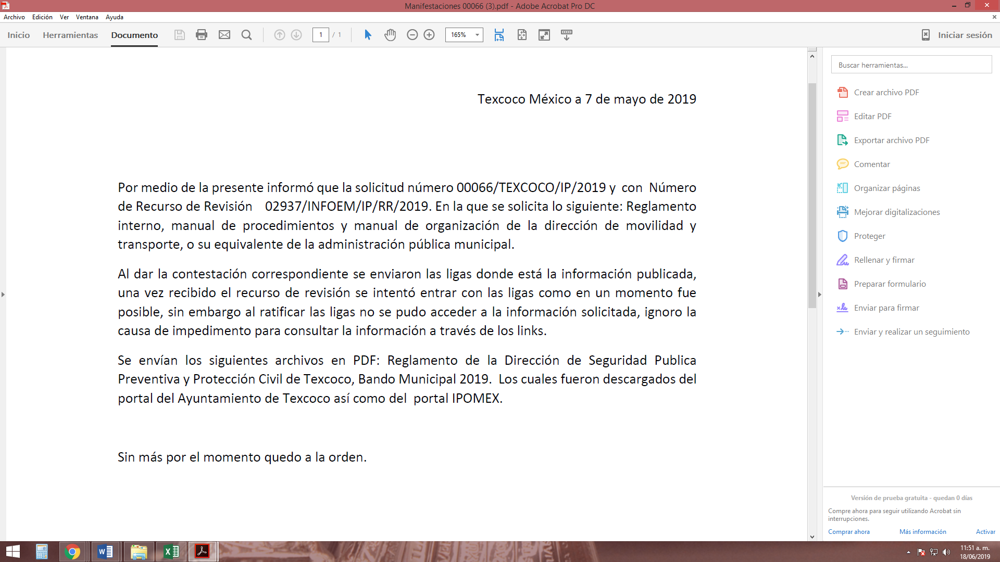 Manifestaciones 00066 (3).pdf - Adobe Acrobat Pro DC
Archivo Edición Ver Ventana Ayuda
Inicio Herramientas Documento 1 / 1 165% Iniciar sesión
Buscar herramientas...
Crear archivo PDF
Editar PDF
Exportar archivo PDF
Comentar
Organizar páginas
Mejorar digitalizaciones
Proteger
Rellenar y firmar
Preparar formulario
Enviar para firmar
Enviar y realizar un seguimiento
Texcoco México a 7 de mayo de 2019
Por medio de la presente informó que la solicitud número 00066/TEXCOCO/IP/2019 y con Número
de Recurso de Revisión 02937/INFOEM/IP/RR/2019. En la que se solicita lo siguiente: Reglamento
interno, manual de procedimientos y manual de organización de la dirección de movilidad y
transporte, o su equivalente de la administración pública municipal.
Al dar la contestación correspondiente se enviaron las ligas donde está la información publicada,
una vez recibido el recurso de revisión se intentó entrar con las ligas como en un momento fue
posible, sin embargo al ratificar las ligas no se pudo acceder a la información solicitada, ignoro la
causa de impedimento para consultar la información a través de los links.
Se envían los siguientes archivos en PDF: Reglamento de la Dirección de Seguridad Publica
Preventiva y Protección Civil de Texcoco, Bando Municipal 2019. Los cuales fueron descargados del
portal del Ayuntamiento de Texcoco así como del portal IPOMEX.
Sin más por el momento quedo a la orden.
Versión de prueba gratuita - quedan 0 días
Compre ahora para seguir utilizando Acrobat sin
interrupciones.
Comprar ahora Más información Activar
11:51 a. m.
18/06/2019